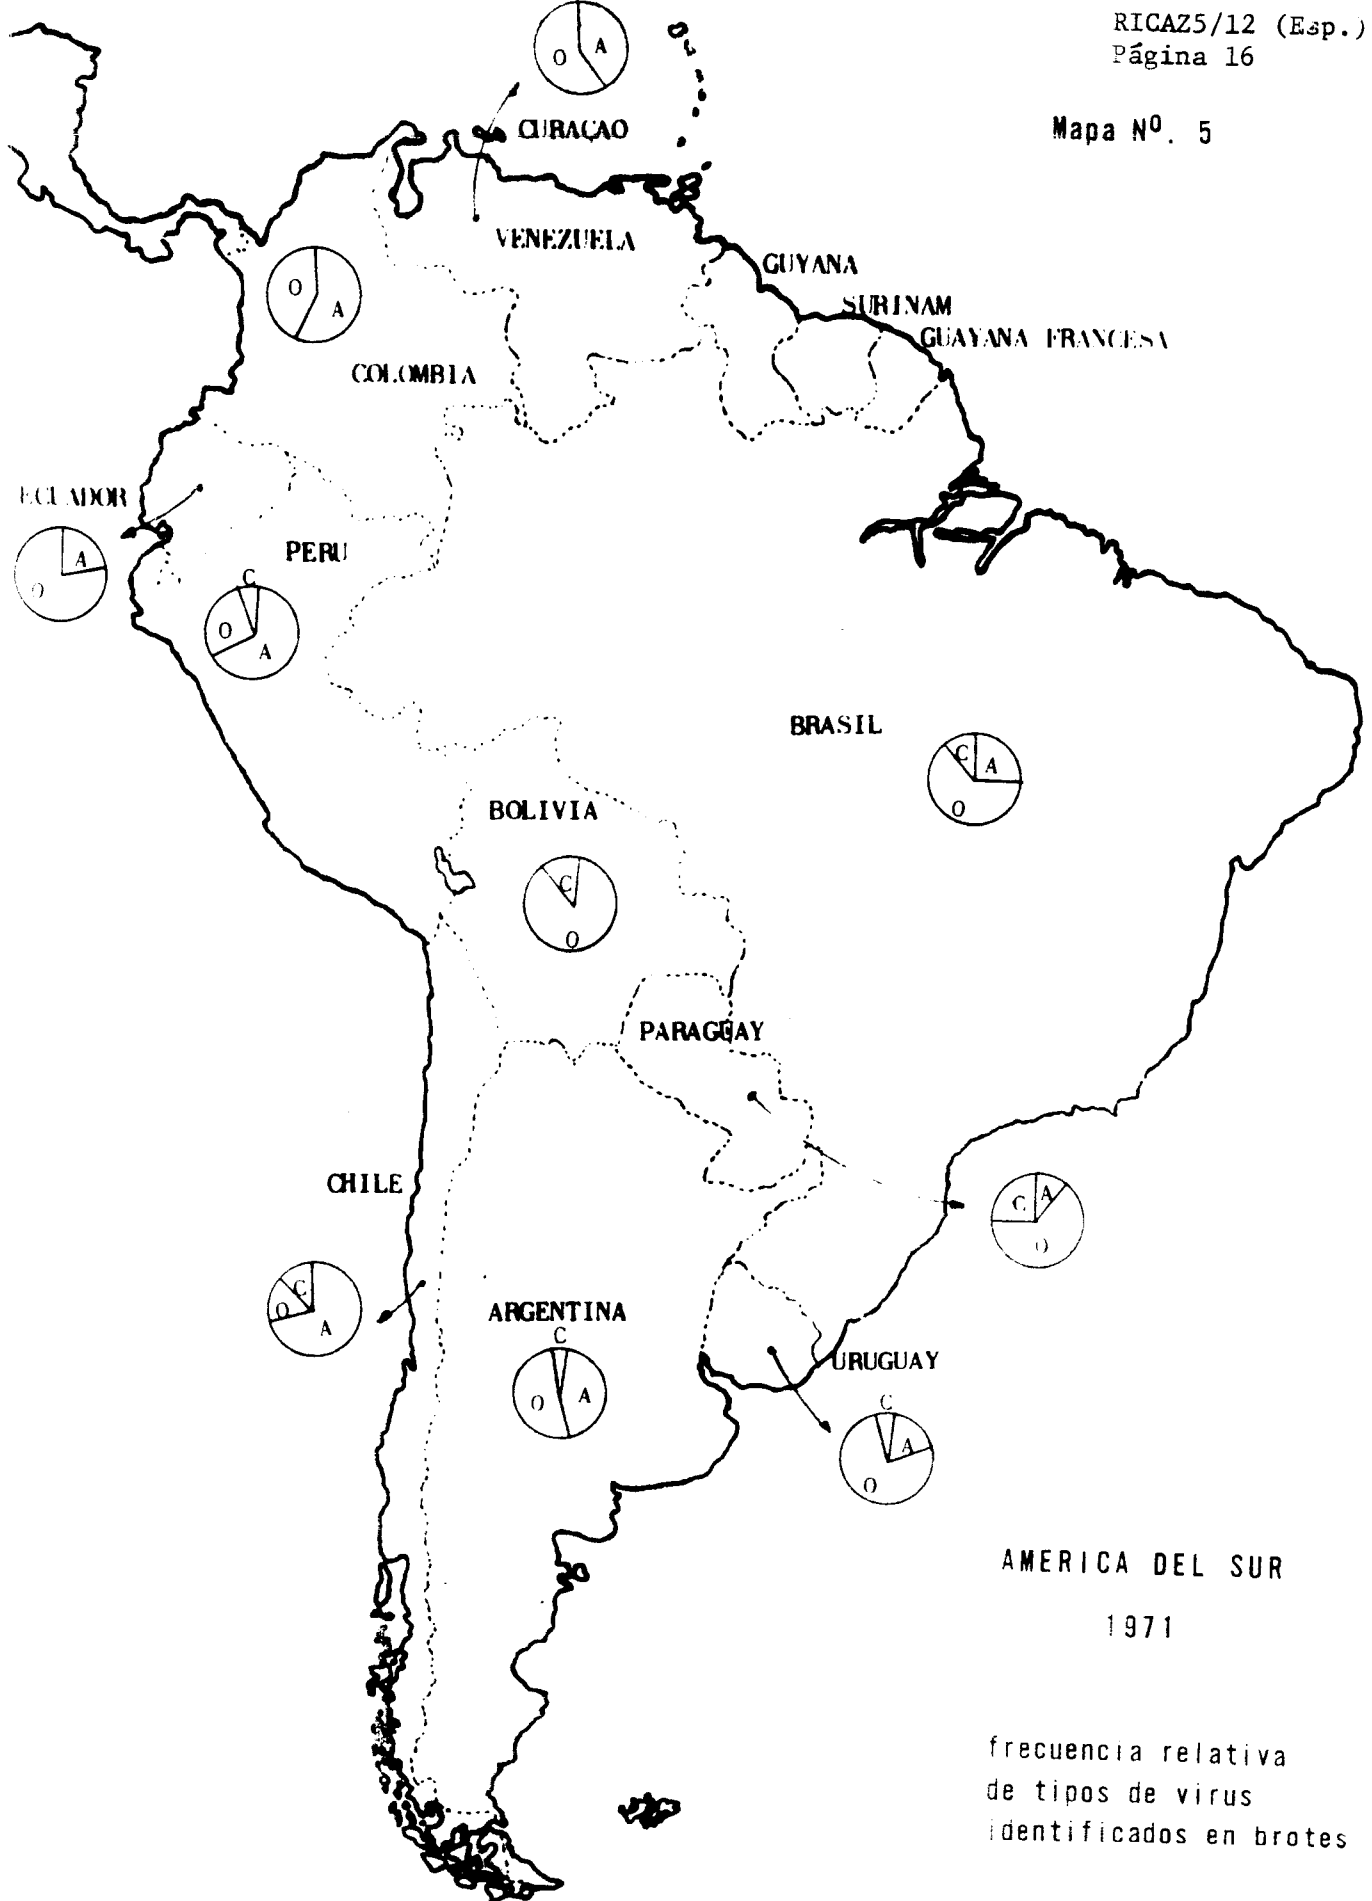 RICAZ5/12 (Esp.)
Página 16
Mapa Nº. 5
O A
CURAÇAO
VENEZUELA
GUYANA
SURINAM
GUAYANA FRANCESA
O A
COLOMBIA
ECUADOR
A
O
PERU
C
O
A
BRASIL
C A
O
BOLIVIA
C
O
PARAGUAY
CHILE
C A
O
C
O
A
ARGENTINA
C
O A
URUGUAY
C
A
O
AMERICA DEL SUR
1971
frecuencia relativa
de tipos de virus
identificados en brotes